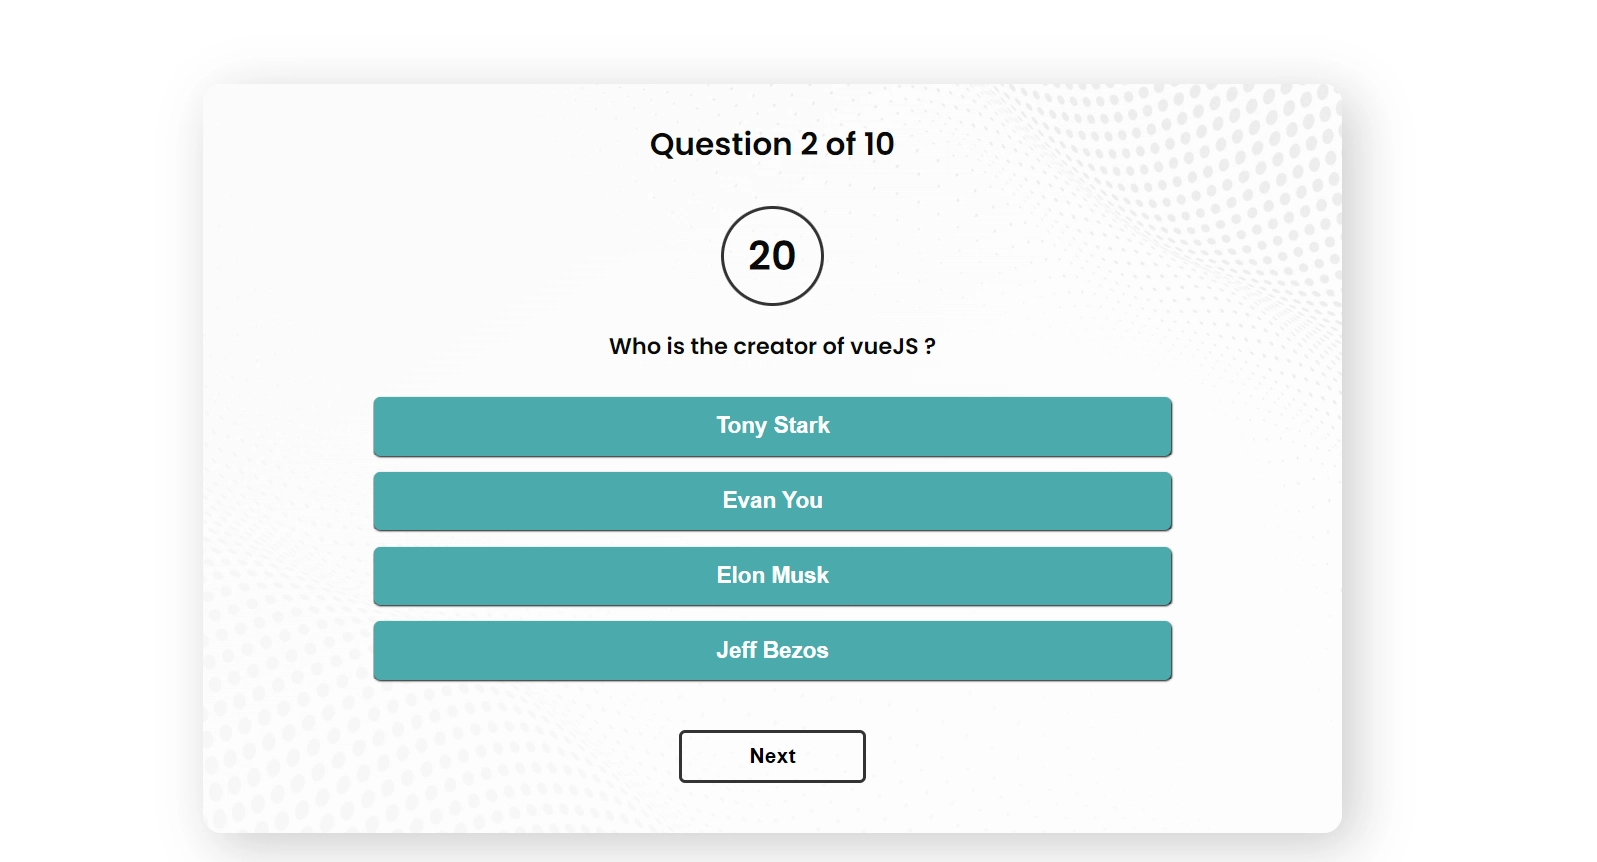 Question 2 of 10
20
Who is the creator of vueJS ?
Tony Stark
Evan You
Elon Musk
Jeff Bezos
Next